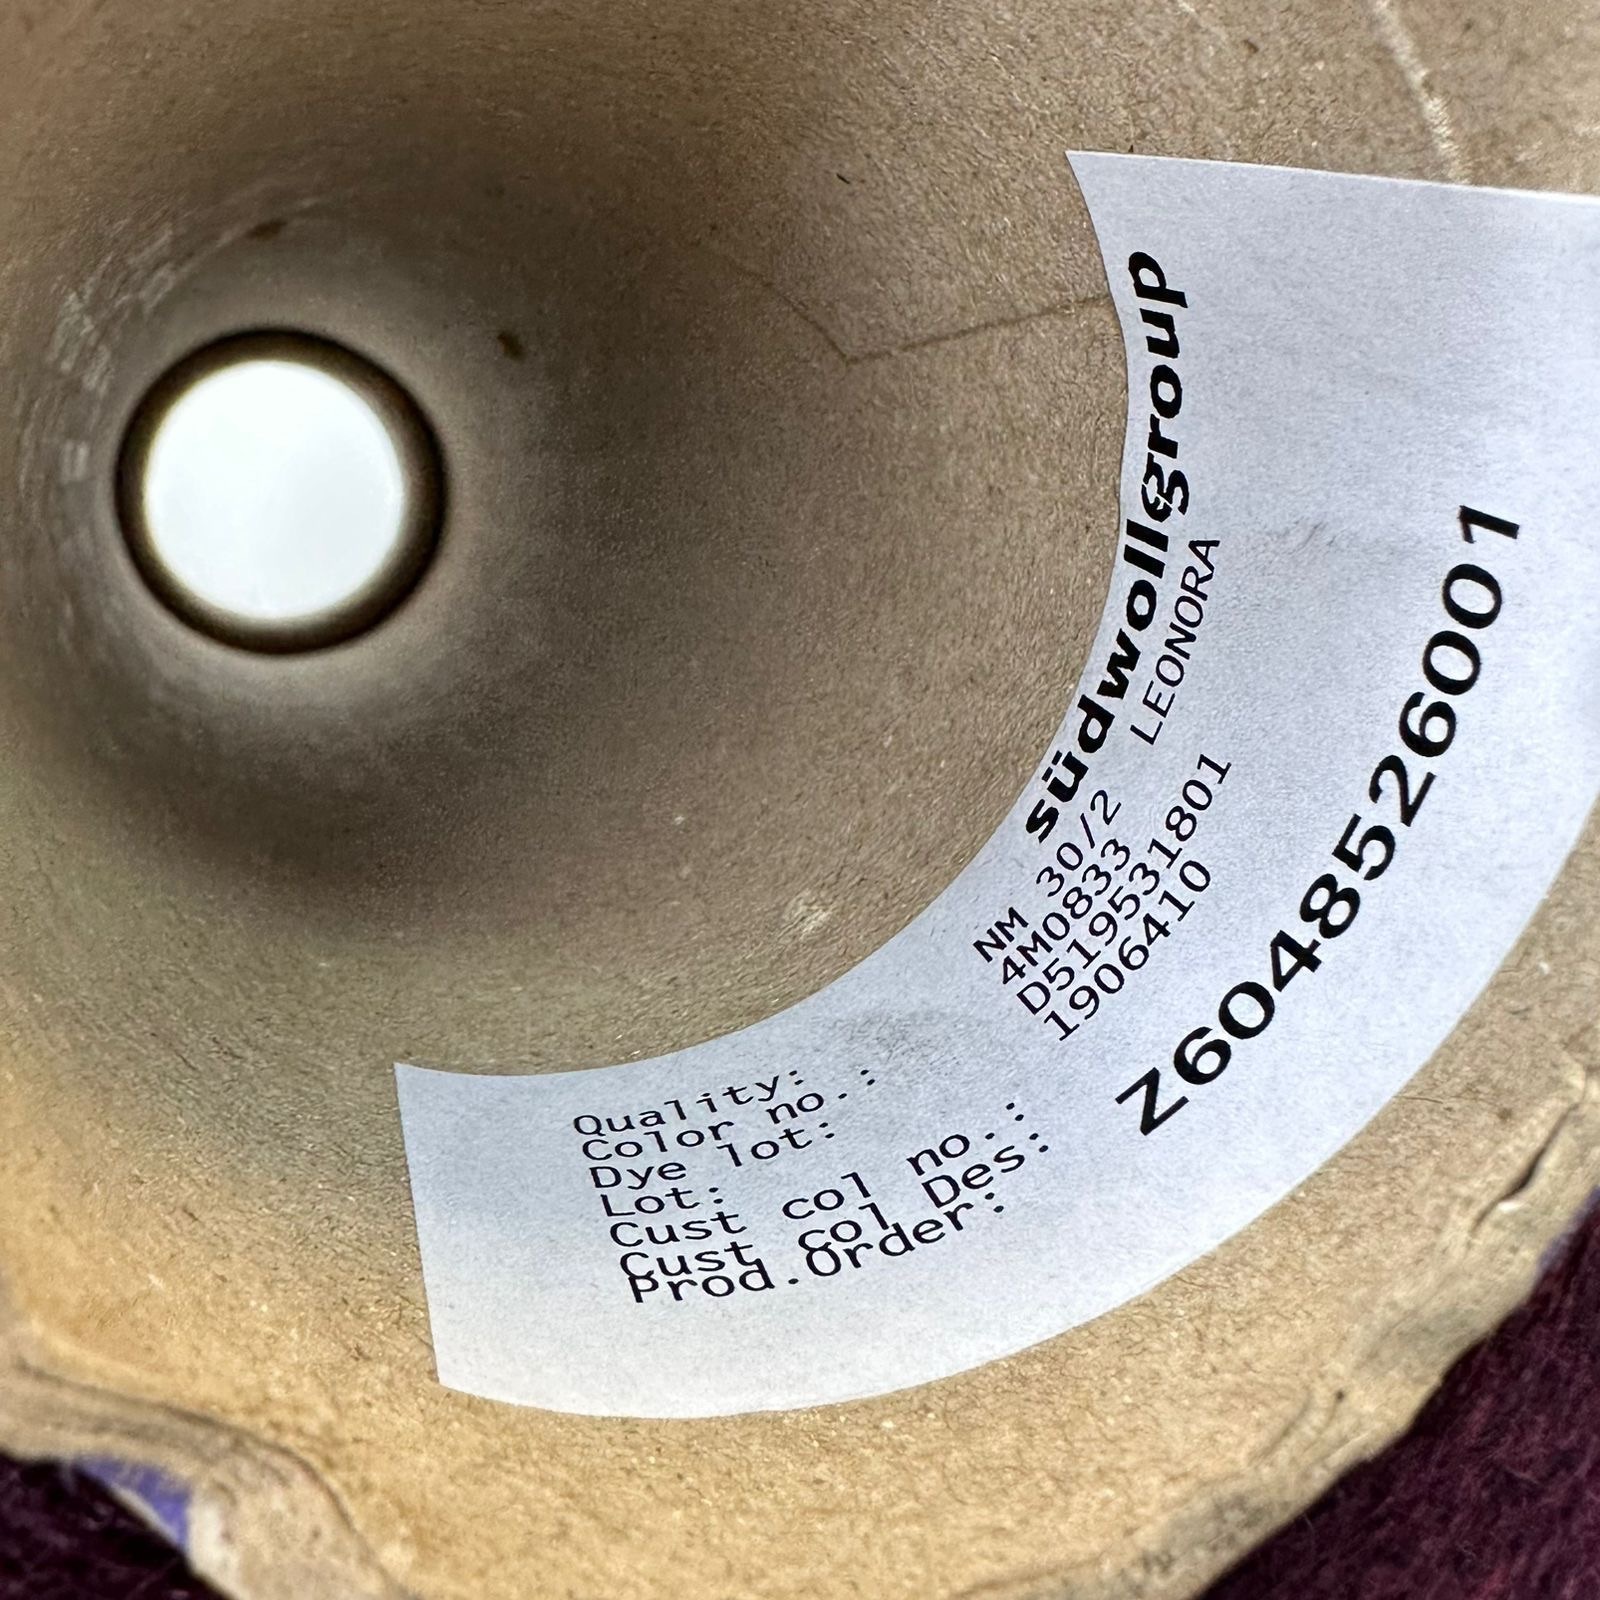 südwollgroup
Quality: NM 30/2 LEONORA
Color no.: 4M0833
Dye lot: D519531801
Lot: 1906410
Cust col no.:
Cust col Des:
Prod.Order:
Z6048526001